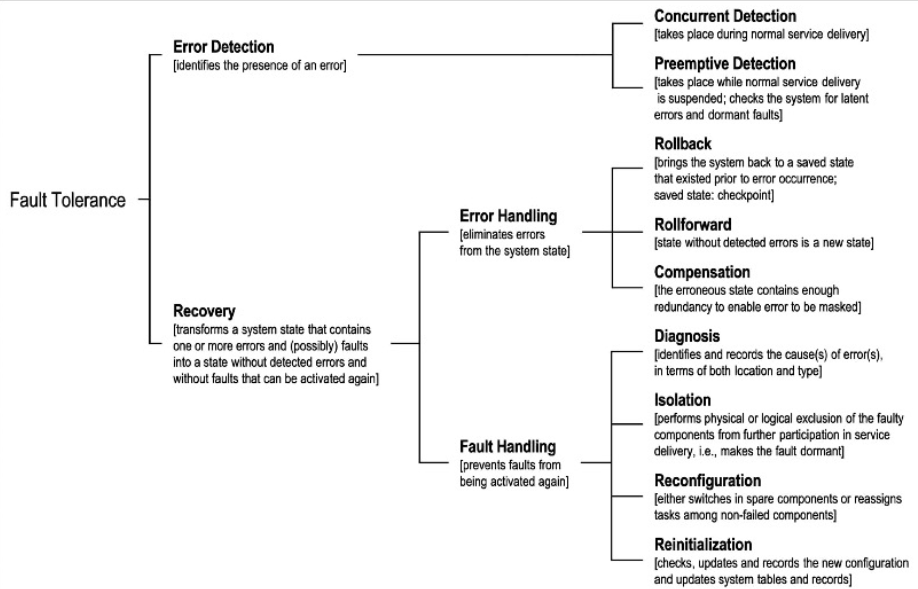 Fault Tolerance
Error Detection
[identifies the presence of an error]
Concurrent Detection
[takes place during normal service delivery]
Preemptive Detection
[takes place while normal service delivery
is suspended; checks the system for latent
errors and dormant faults]
Recovery
[transforms a system state that contains
one or more errors and (possibly) faults
into a state without detected errors and
without faults that can be activated again]
Error Handling
[eliminates errors
from the system state]
Rollback
[brings the system back to a saved state
that existed prior to error occurrence;
saved state: checkpoint]
Rollforward
[state without detected errors is a new state]
Compensation
[the erroneous state contains enough
redundancy to enable error to be masked]
Fault Handling
[prevents faults from
being activated again]
Diagnosis
[identifies and records the cause(s) of error(s),
in terms of both location and type]
Isolation
[performs physical or logical exclusion of the faulty
components from further participation in service
delivery, i.e., makes the fault dormant]
Reconfiguration
[either switches in spare components or reassigns
tasks among non-failed components]
Reinitialization
[checks, updates and records the new configuration
and updates system tables and records]